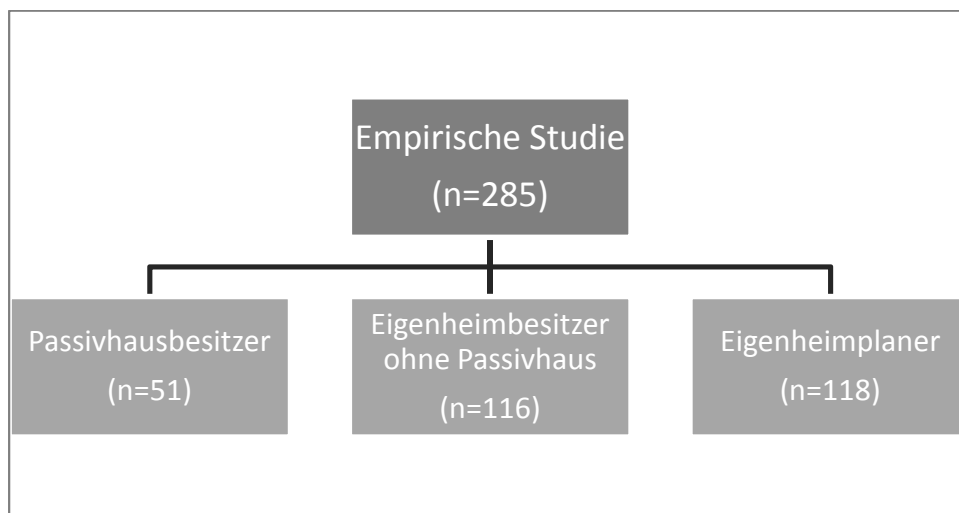 Empirische Studie
(n=285)
Passivhausbesitzer
(n=51)
Eigenheimbesitzer
ohne Passivhaus
(n=116)
Eigenheimplaner
(n=118)